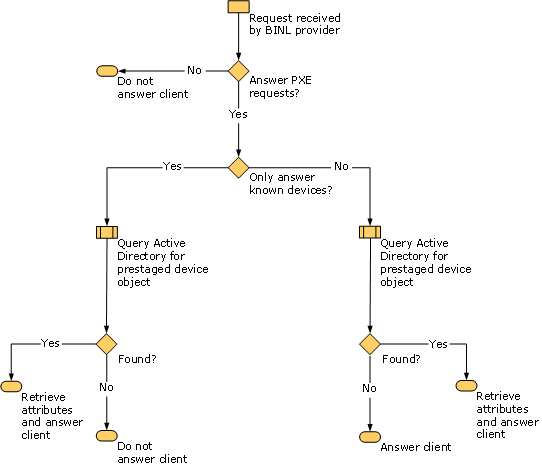 Request received
by BINL provider
No
Do not
answer client
Answer PXE
requests?
Yes
Yes
No
Only answer
known devices?
Query Active
Directory for
prestaged device
object
Query Active
Directory for
prestaged device
object
Yes
Found?
No
Retrieve
attributes
and answer
client
Do not
answer client
Found?
Yes
No
Retrieve
attributes
and answer
client
Answer client